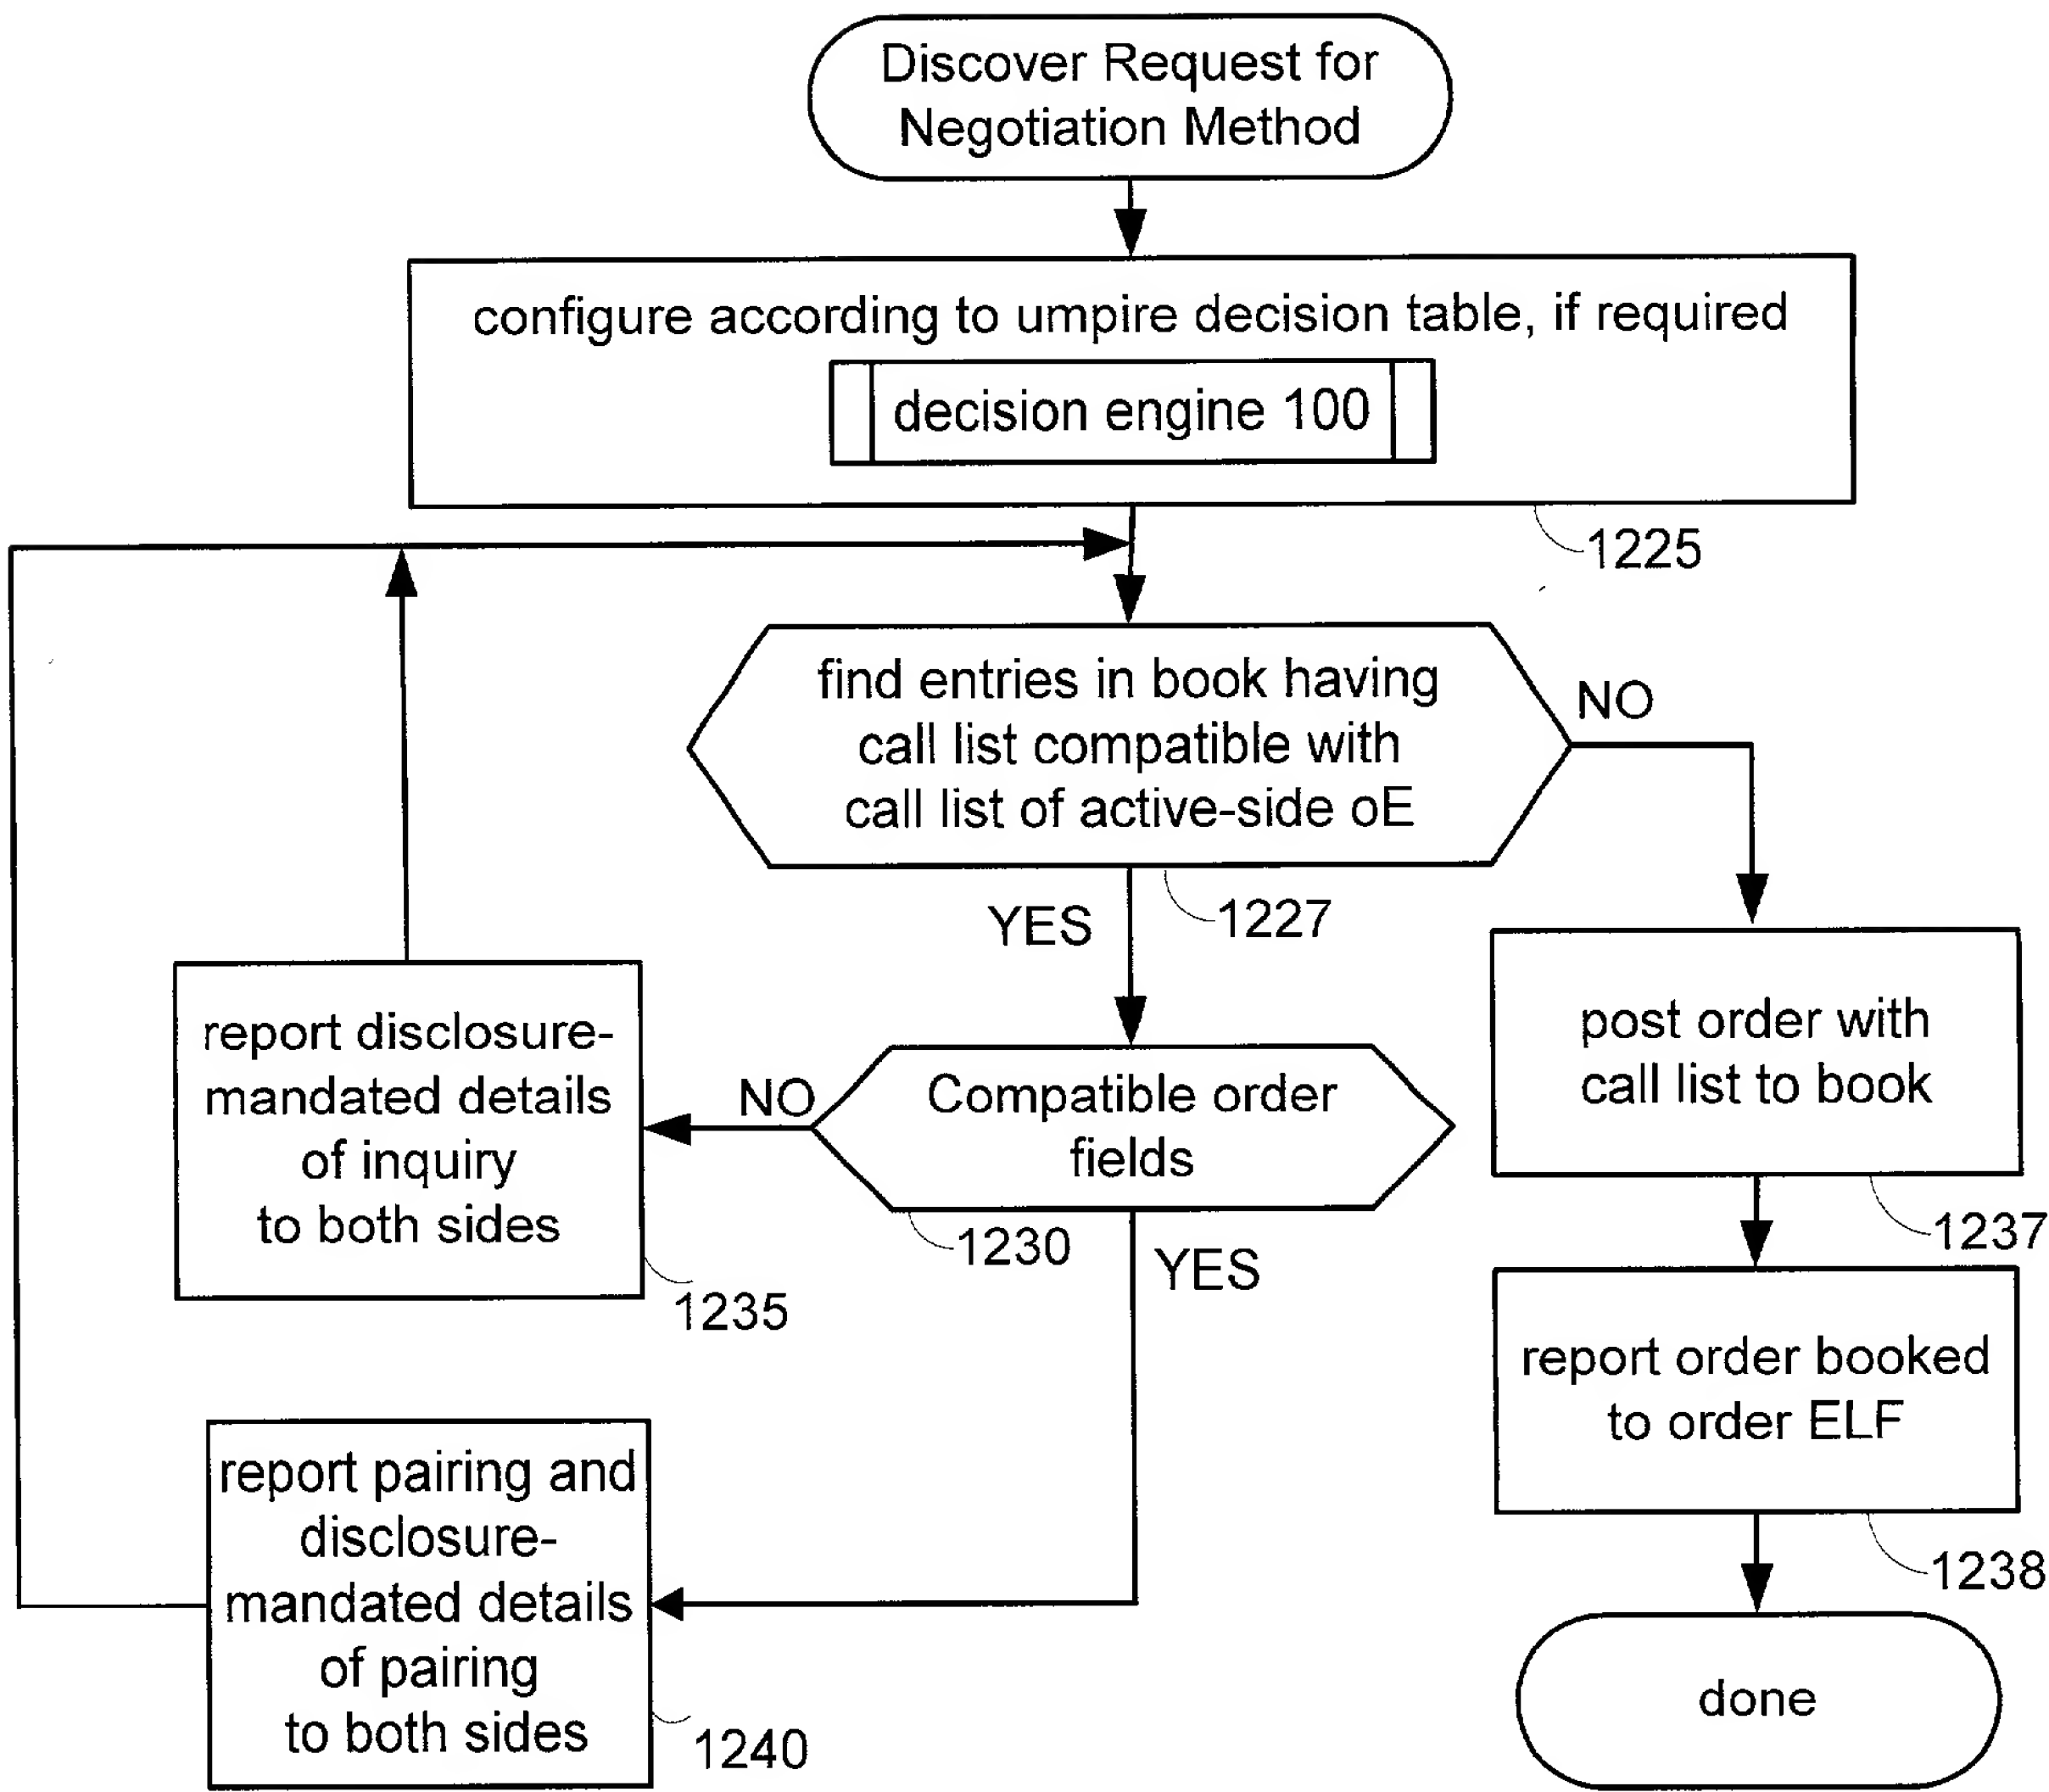 Discover Request for
Negotiation Method
configure according to umpire decision table, if required
decision engine 100
1225
find entries in book having
call list compatible with
call list of active-side oE
NO
1227
YES
post order with
call list to book
1237
report disclosure-
mandated details
of inquiry
to both sides
1235
NO
Compatible order
fields
1230
YES
report order booked
to order ELF
1238
report pairing and
disclosure-
mandated details
of pairing
to both sides
1240
done